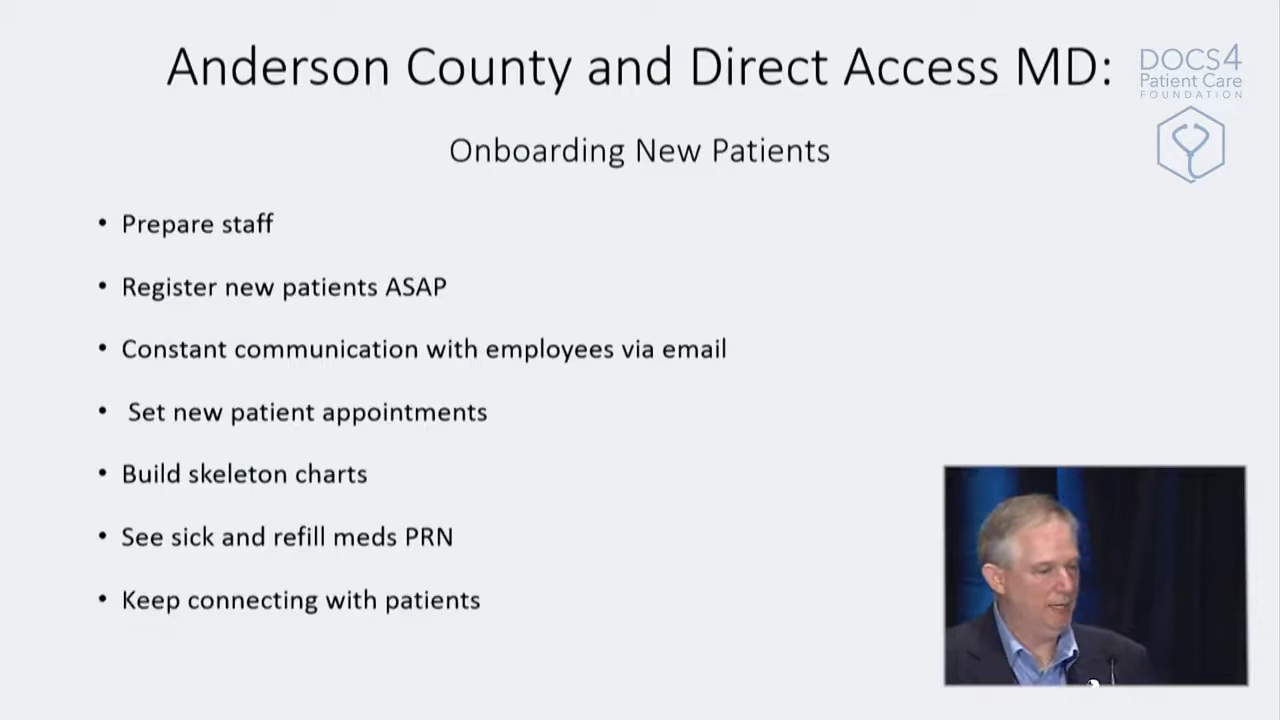 Anderson County and Direct Access MD:
DOCS4
Patient Care
FOUNDATION
Onboarding New Patients
• Prepare staff
• Register new patients ASAP
• Constant communication with employees via email
• Set new patient appointments
• Build skeleton charts
• See sick and refill meds PRN
• Keep connecting with patients